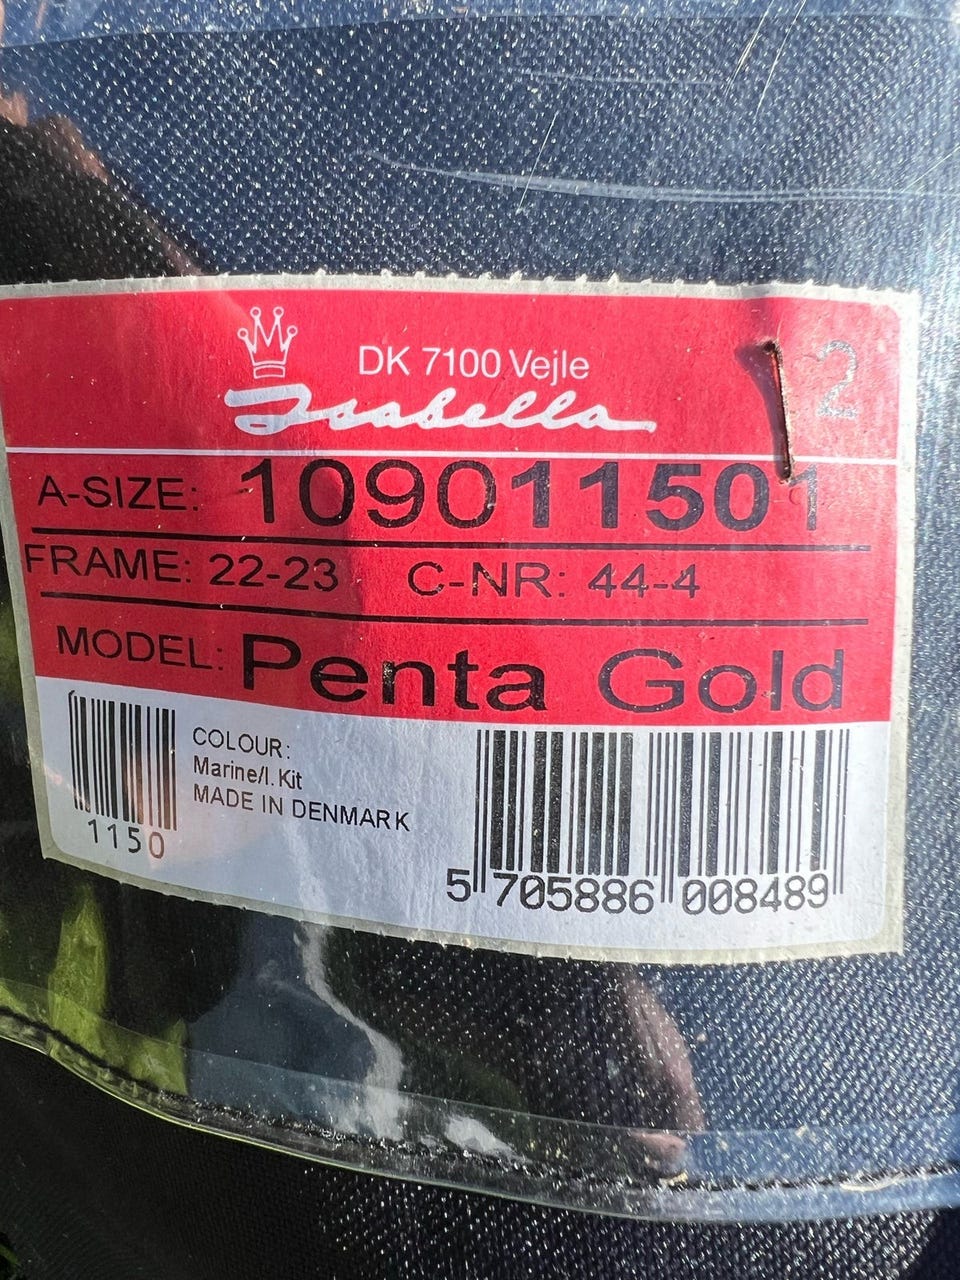 DK 7100 Vejle
2
Isabella
A-SIZE: 109011501
FRAME: 22-23 C-NR: 44-4
MODEL: Penta Gold
COLOUR:
Marine/I. Kit
MADE IN DENMARK
1150
5 705886 008489